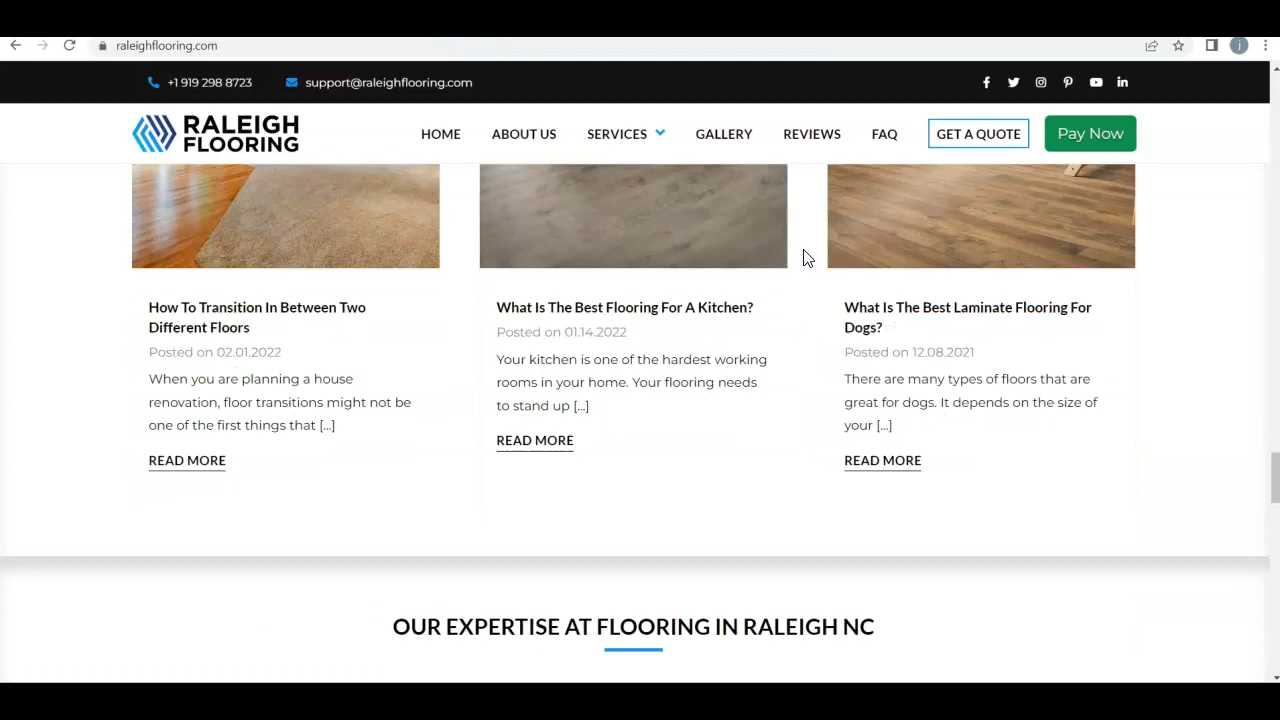 raleighflooring.com
j
+1 919 298 8723
support@raleighflooring.com
RALEIGH
FLOORING
HOME
ABOUT US
SERVICES
GALLERY
REVIEWS
FAQ
GET A QUOTE
Pay Now
How To Transition In Between Two
Different Floors
Posted on 02.01.2022
When you are planning a house
renovation, floor transitions might not be
one of the first things that [...]
READ MORE
What Is The Best Flooring For A Kitchen?
Posted on 01.14.2022
Your kitchen is one of the hardest working
rooms in your home. Your flooring needs
to stand up [...]
READ MORE
What Is The Best Laminate Flooring For
Dogs?
Posted on 12.08.2021
There are many types of floors that are
great for dogs. It depends on the size of
your [...]
READ MORE
OUR EXPERTISE AT FLOORING IN RALEIGH NC